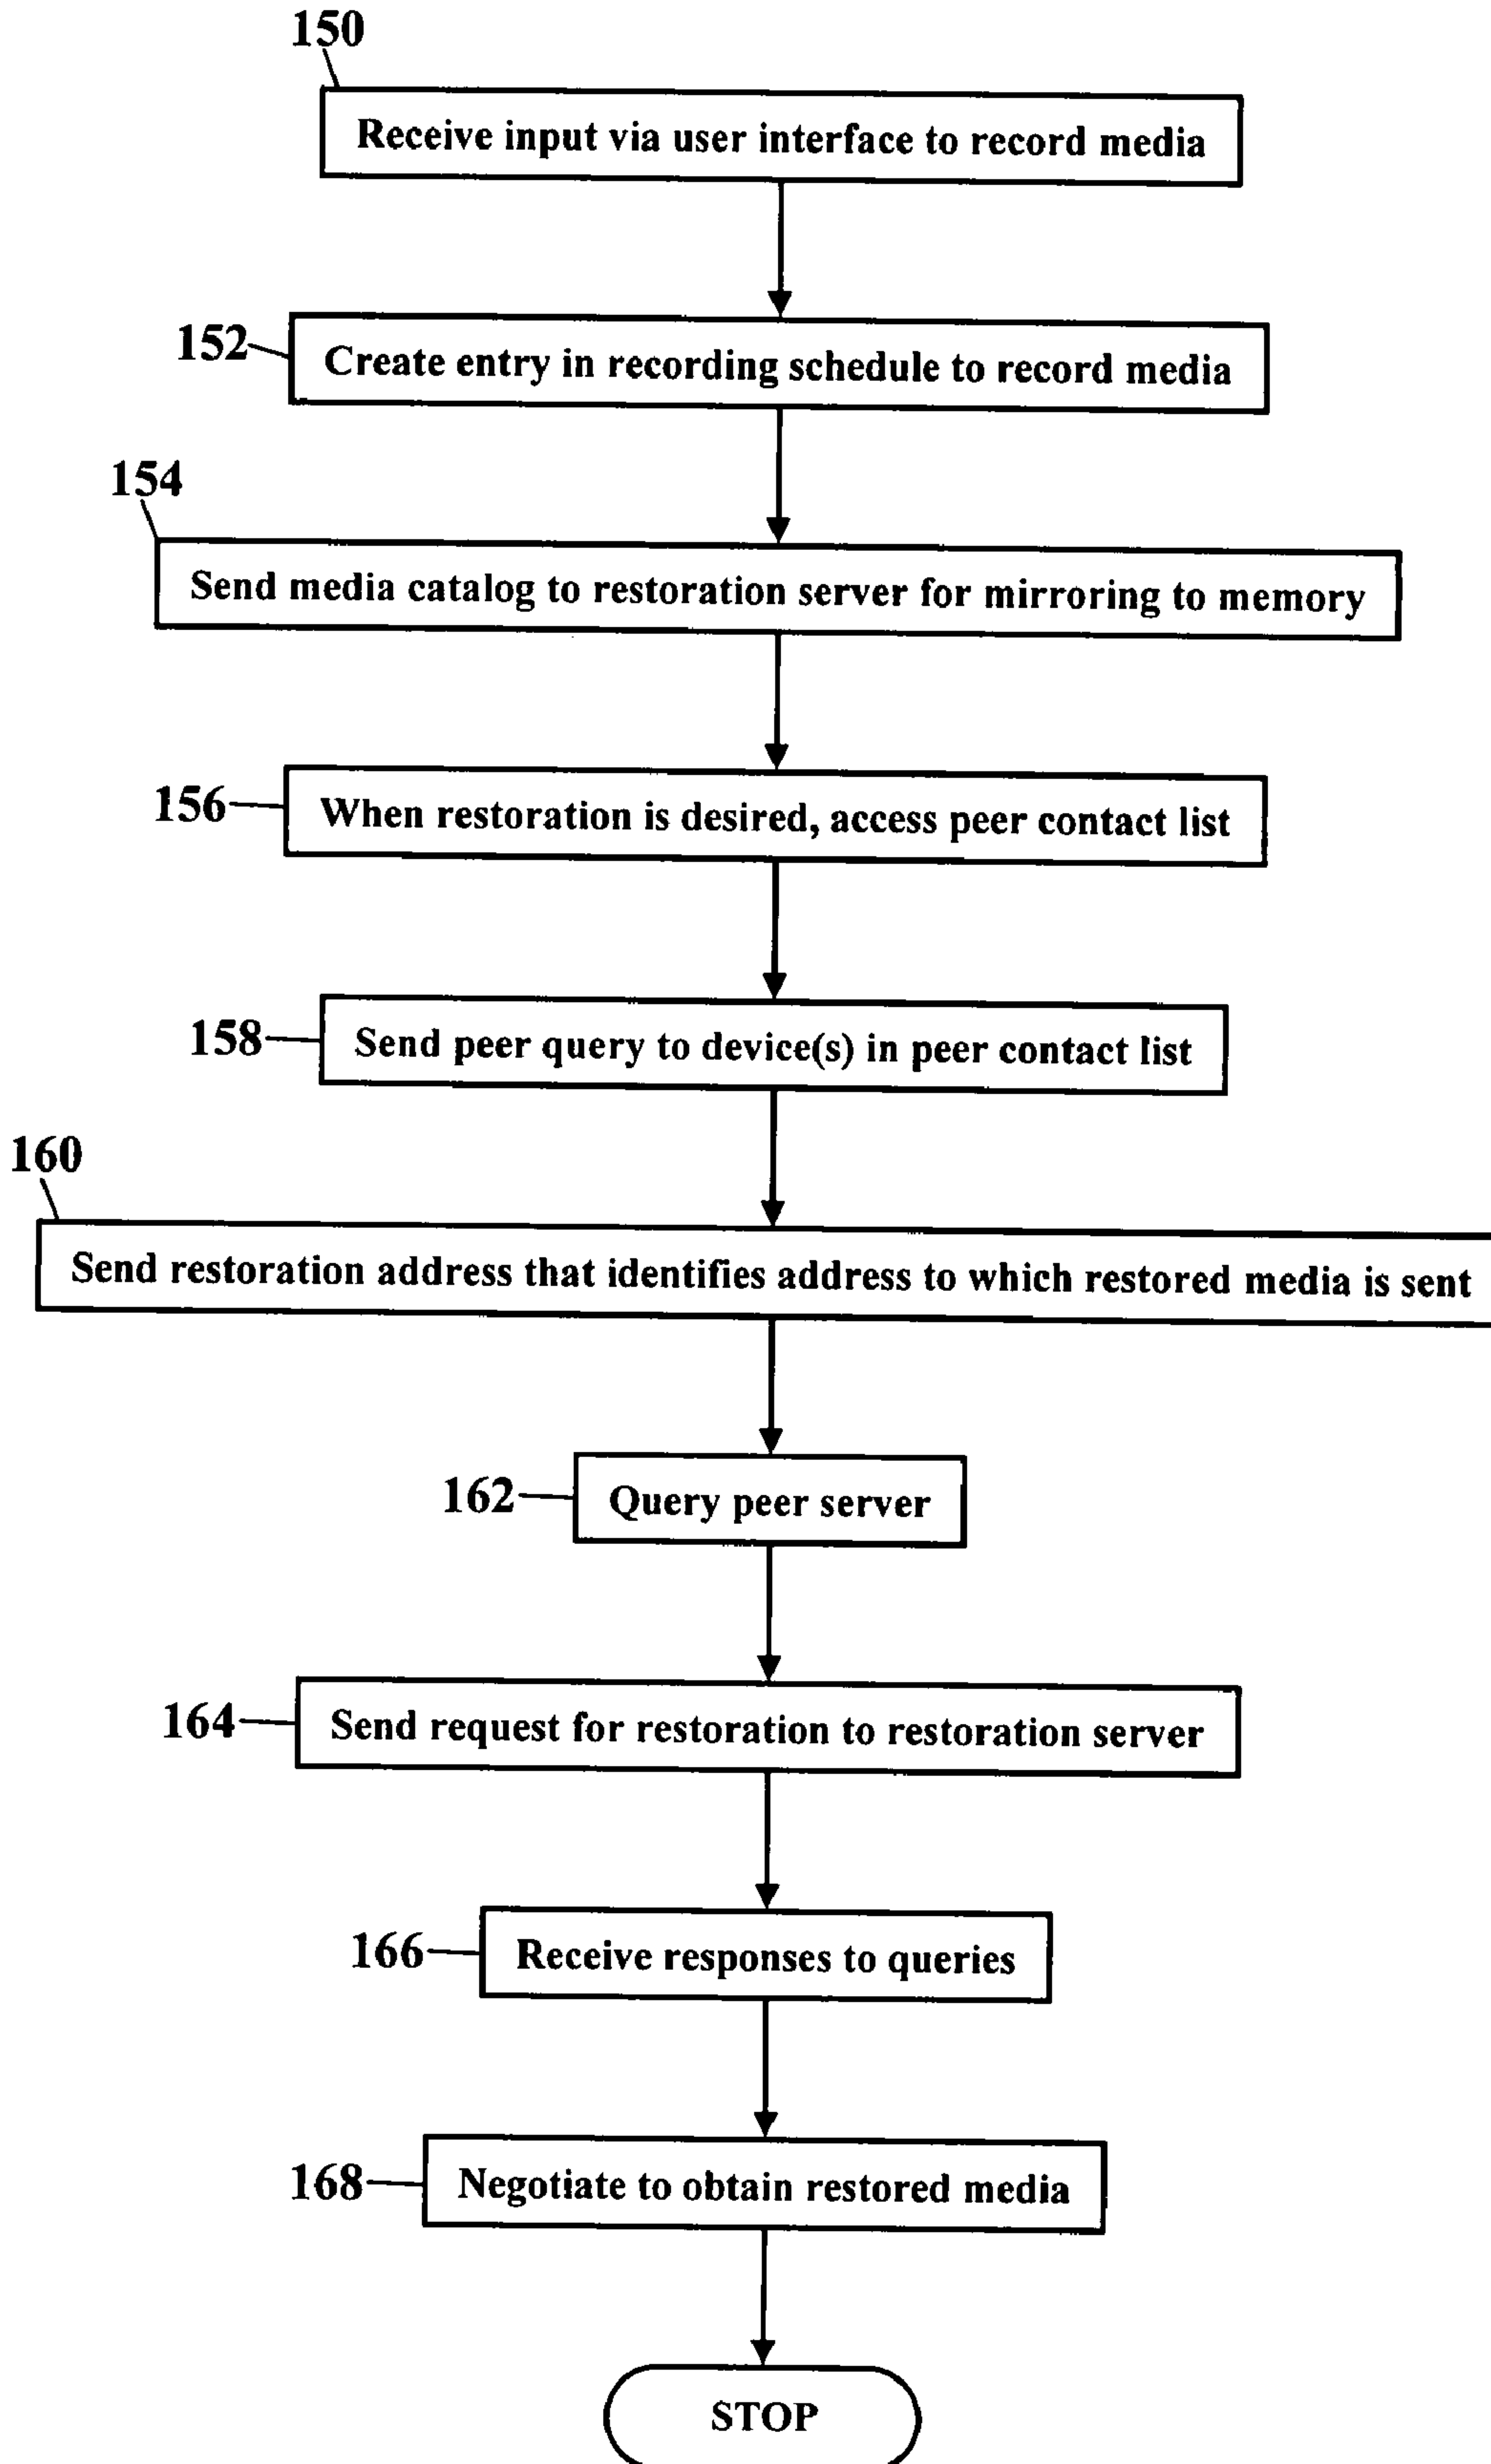 150
Receive input via user interface to record media
152
Create entry in recording schedule to record media
154
Send media catalog to restoration server for mirroring to memory
156
When restoration is desired, access peer contact list
158
Send peer query to device(s) in peer contact list
160
Send restoration address that identifies address to which restored media is sent
162
Query peer server
164
Send request for restoration to restoration server
166
Receive responses to queries
168
Negotiate to obtain restored media
STOP